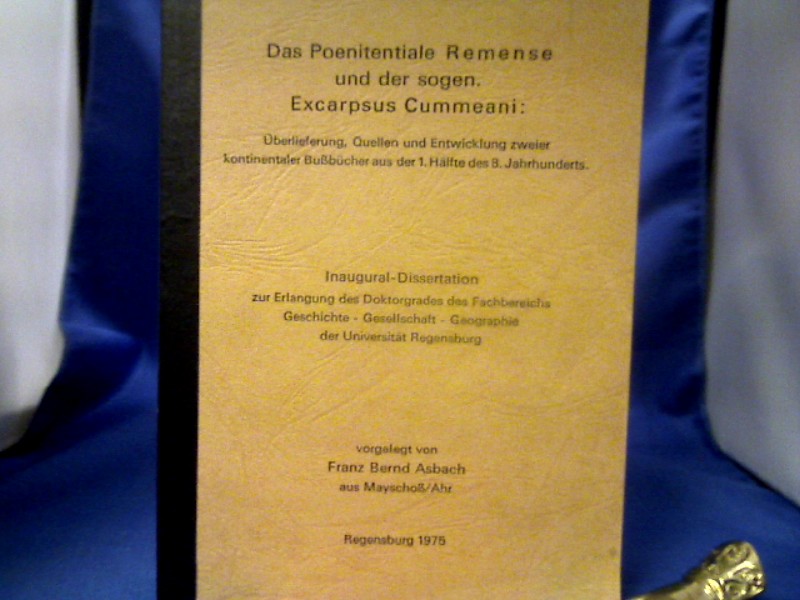 Das Poenitentiale Remense
und der sogen.
Excarpsus Cummeani:
Überlieferung, Quellen und Entwicklung zweier
kontinentaler Bußbücher aus der 1. Hälfte des 8. Jahrhunderts.
Inaugural-Dissertation
zur Erlangung des Doktorgrades des Fachbereichs
Geschichte - Gesellschaft - Geographie
der Universität Regensburg
vorgelegt von
Franz Bernd Asbach
aus Mayschoß/Ahr
Regensburg 1975